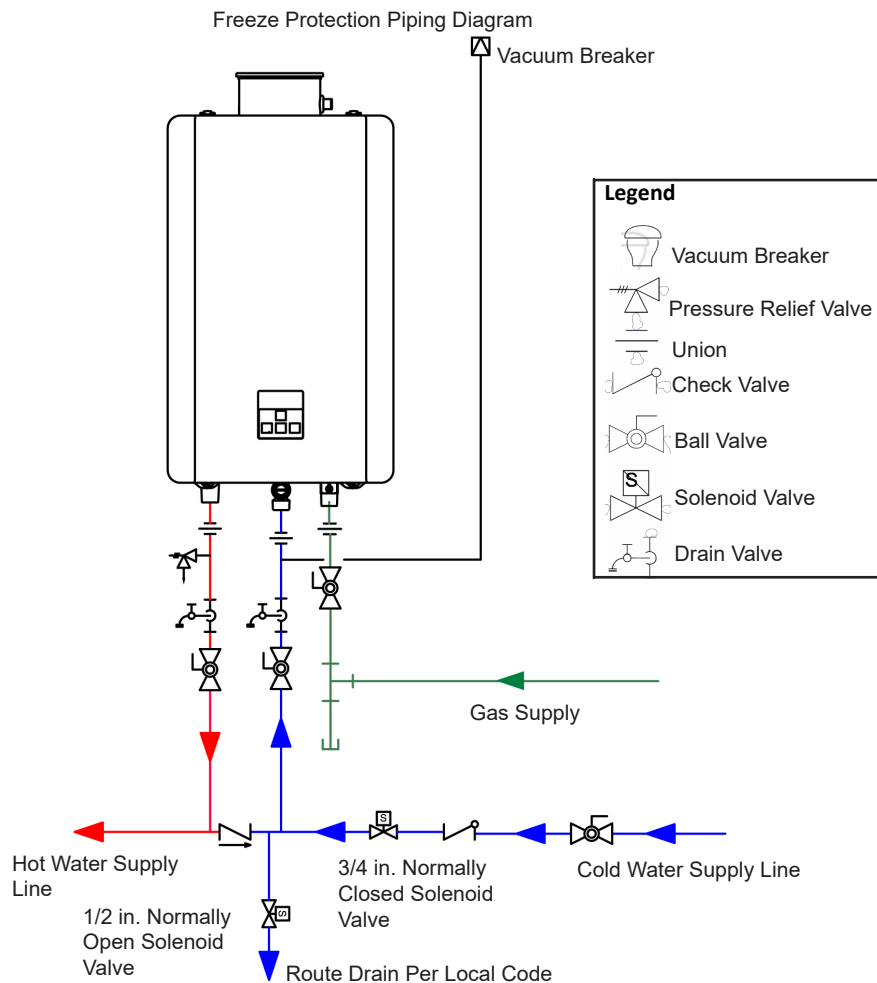 Freeze Protection Piping Diagram
Vacuum Breaker
Legend
Vacuum Breaker
Pressure Relief Valve
Union
Check Valve
Ball Valve
S
Solenoid Valve
Drain Valve
Gas Supply
S
Hot Water Supply
Line
3/4 in. Normally
Closed Solenoid
Valve
Cold Water Supply Line
1/2 in. Normally
Open Solenoid
Valve
S
Route Drain Per Local Code